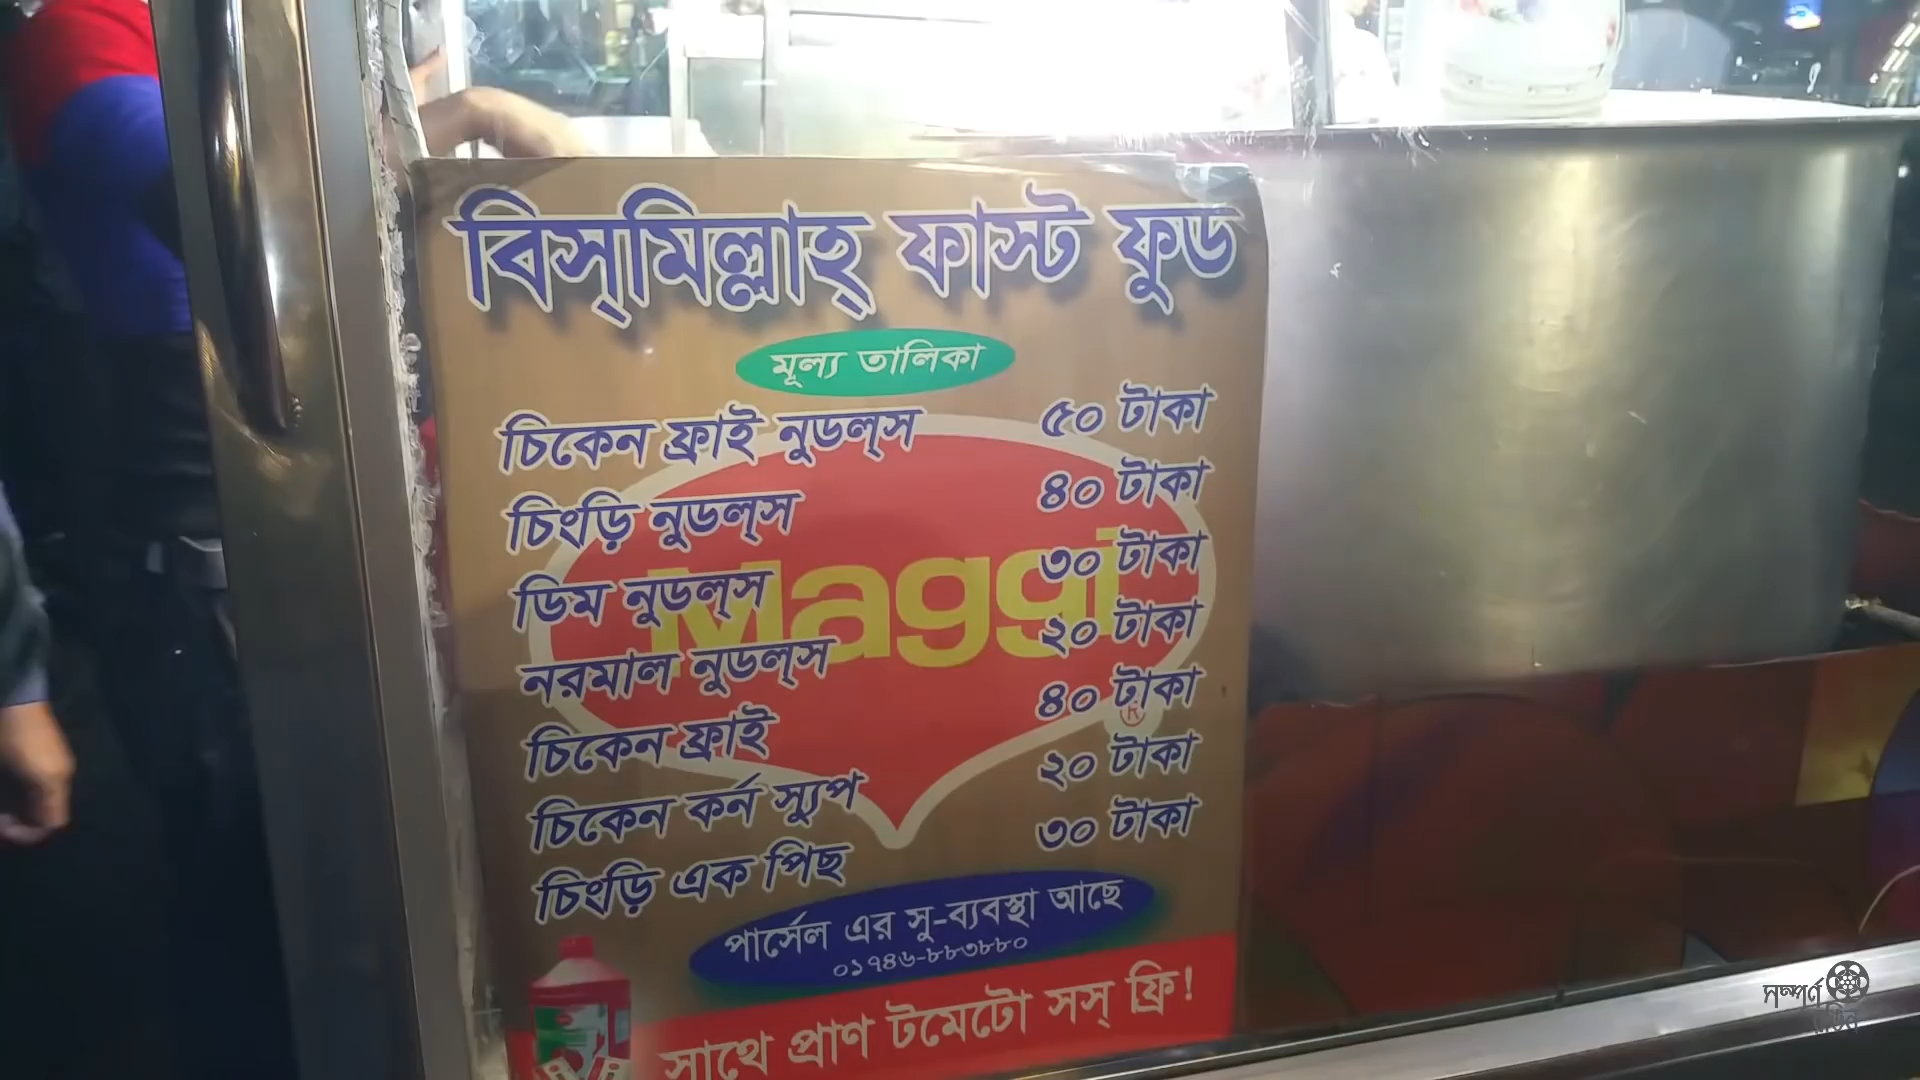 বিস্‌মিল্লাহ্ ফাস্ট ফুড
মূল্য তালিকা
চিকেন ফ্রাই নুডল্‌স ৫০ টাকা
চিংড়ি নুডল্‌স ৪০ টাকা
ডিম নুডল্‌স ৩০ টাকা
নরমাল নুডল্‌স ২০ টাকা
চিকেন ফ্রাই ৪০ টাকা
চিকেন কর্ন স্যুপ ২০ টাকা
চিংড়ি এক পিছ ৩০ টাকা
Maggi
®
পার্সেল এর সু-ব্যবস্থা আছে
০১৭৪৬-৮৮৩৮৮০
সাথে প্রাণ টমেটো সস্ ফ্রি!